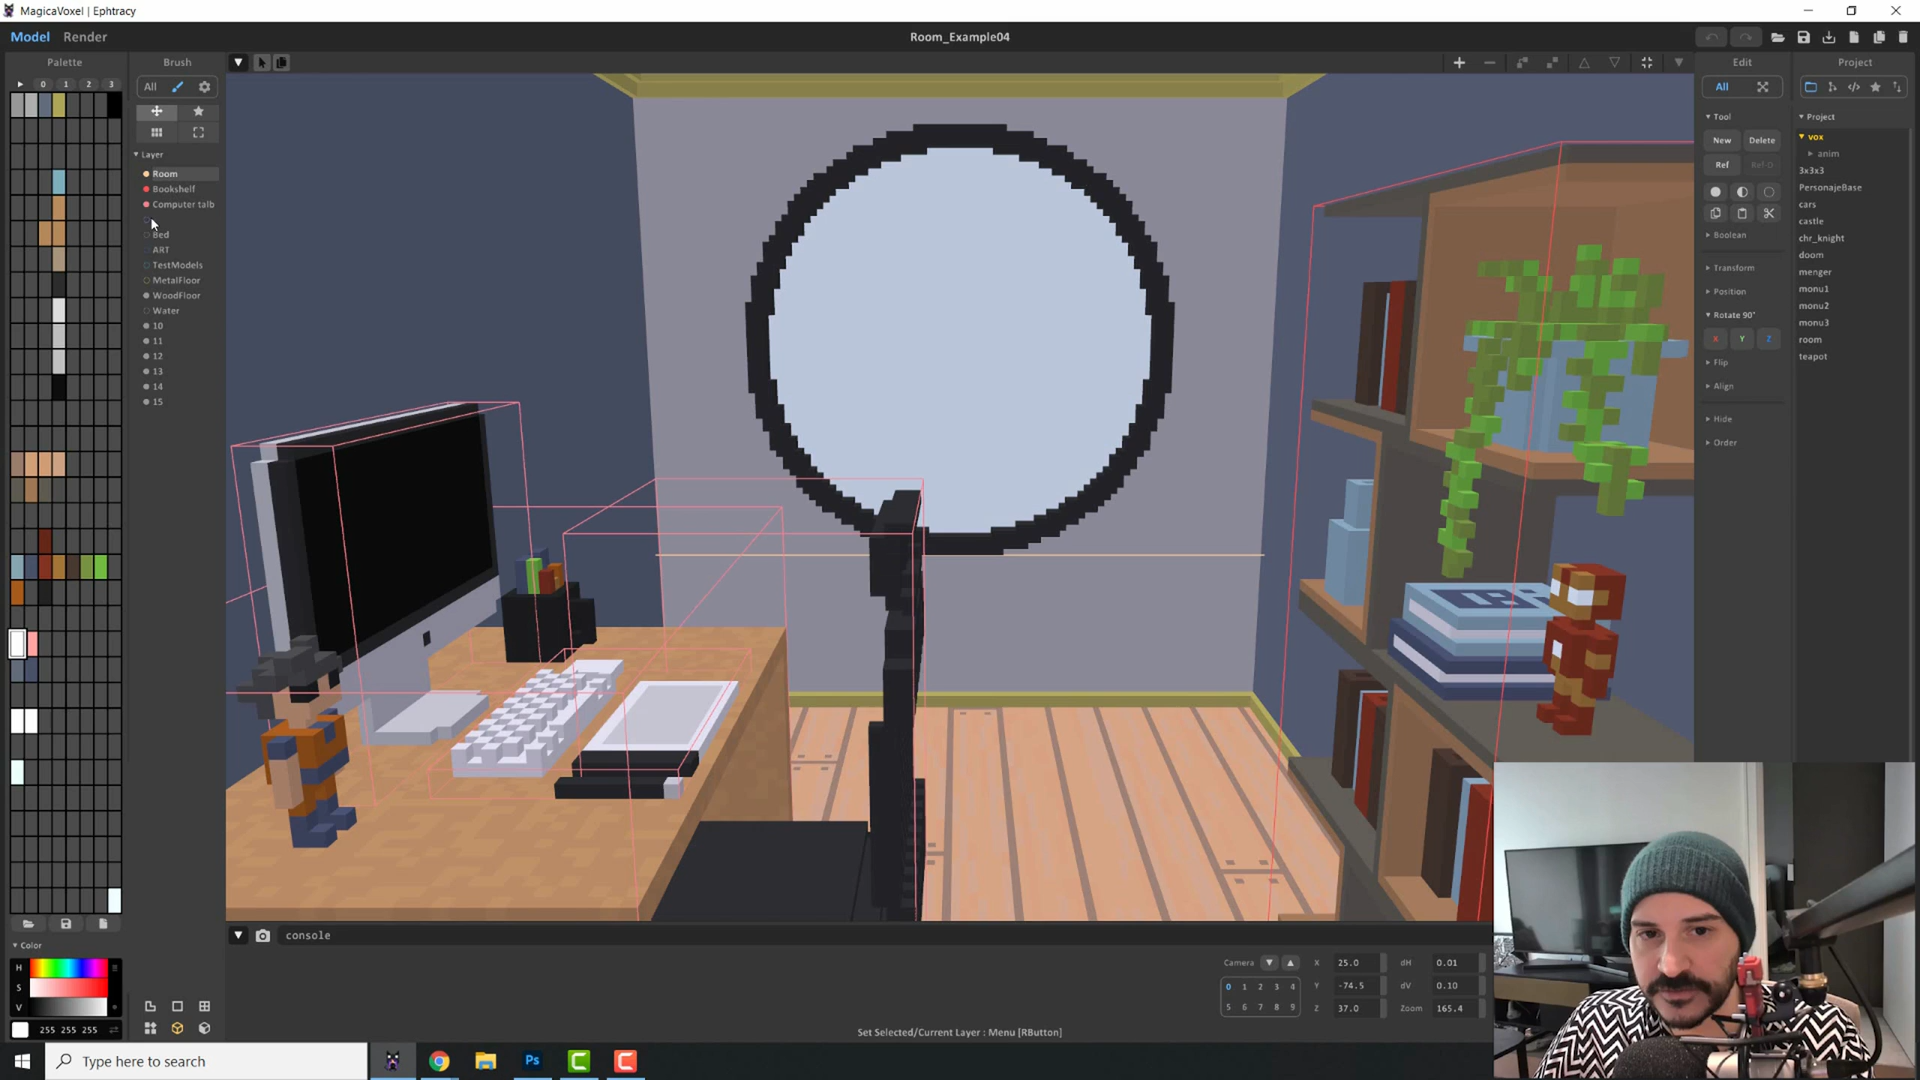 MagicaVoxel | Ephtracy
Model Render
Room_Example04
Palette
Brush
Edit
Project
0 1 2 3
All
All
Layer
Room
Bookshelf
Computer talb
Bed
ART
TestModels
MetalFloor
WoodFloor
Water
10
11
12
13
14
15
Tool
New Delete
Ref Ref-D
Boolean
Transform
Position
Rotate 90°
X Y Z
Flip
Align
Hide
Order
Project
vox
anim
3x3x3
PersonajeBase
cars
castle
chr_knight
doom
menger
monu1
monu2
monu3
room
teapot
console
Color
H
S
V
255 255 255
Camera
0 1 2 3 4
5 6 7 8 9
X 25.0 dH 0.01
Y -74.5 dV 0.10
Z 37.0 Zoom 165.4
Set Selected/Current Layer : Menu [RButton]
Type here to search
Ps
C
C